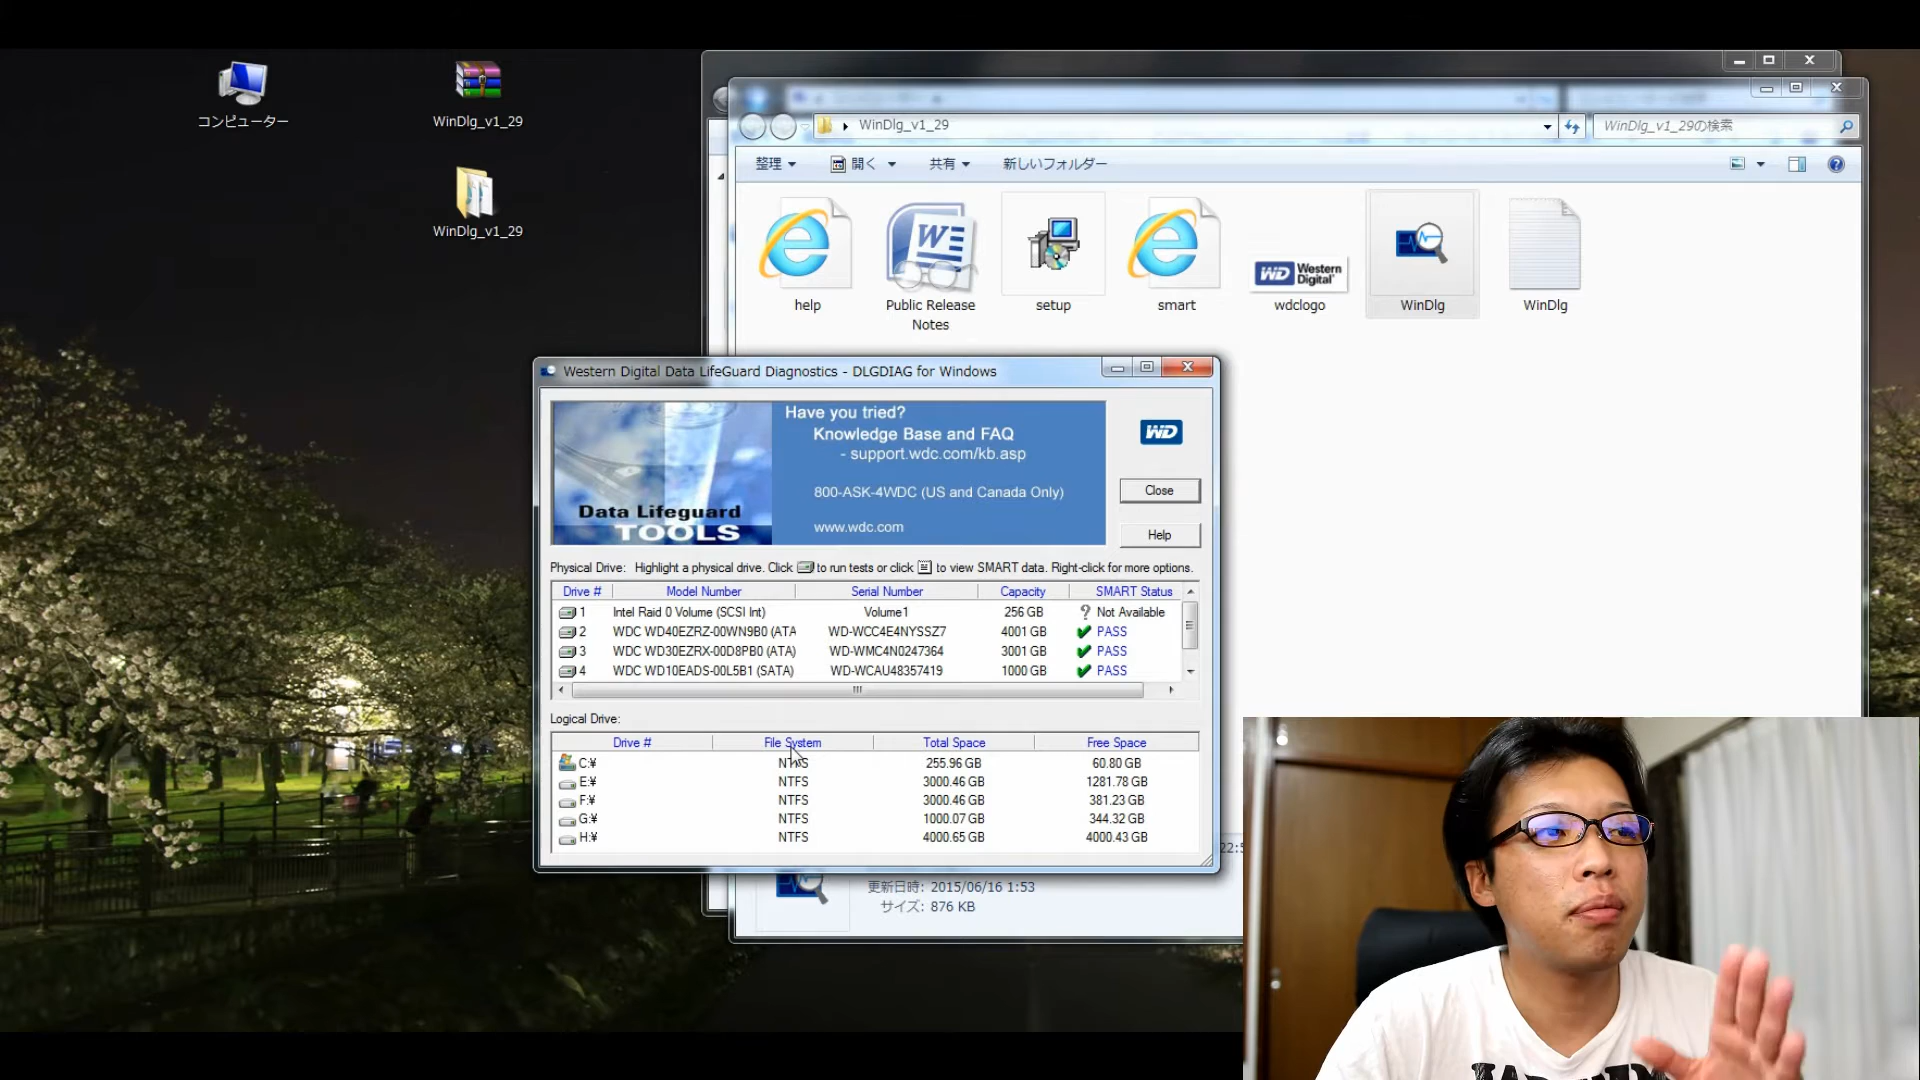 コンピューター
WinDlg_v1_29
WinDlg_v1_29
WinDlg_v1_29
WinDlg_v1_29の検索
整理
開く
共有
新しいフォルダー
help
Public Release
Notes
setup
smart
WD Western
Digital
wdclogo
WinDlg
WinDlg
Western Digital Data LifeGuard Diagnostics - DLGDIAG for Windows
Data Lifeguard
TOOLS
Have you tried?
Knowledge Base and FAQ
- support.wdc.com/kb.asp
800-ASK-4WDC (US and Canada Only)
www.wdc.com
WD
Close
Help
Physical Drive: Highlight a physical drive. Click to run tests or click to view SMART data. Right-click for more options.
Drive # Model Number Serial Number Capacity SMART Status
1 Intel Raid 0 Volume (SCSI Int) Volume1 256 GB ? Not Available
2 WDC WD40EZRZ-00WN9B0 (ATA WD-WCC4E4NYSSZ7 4001 GB PASS
3 WDC WD30EZRX-00D8PB0 (ATA) WD-WMC4N0247364 3001 GB PASS
4 WDC WD10EADS-00L5B1 (SATA) WD-WCAU48357419 1000 GB PASS
Logical Drive:
Drive # File System Total Space Free Space
C:¥ NTFS 255.96 GB 60.80 GB
E:¥ NTFS 3000.46 GB 1281.78 GB
F:¥ NTFS 3000.46 GB 381.23 GB
G:¥ NTFS 1000.07 GB 344.32 GB
H:¥ NTFS 4000.65 GB 4000.43 GB
更新日時: 2015/06/16 1:53
サイズ: 876 KB